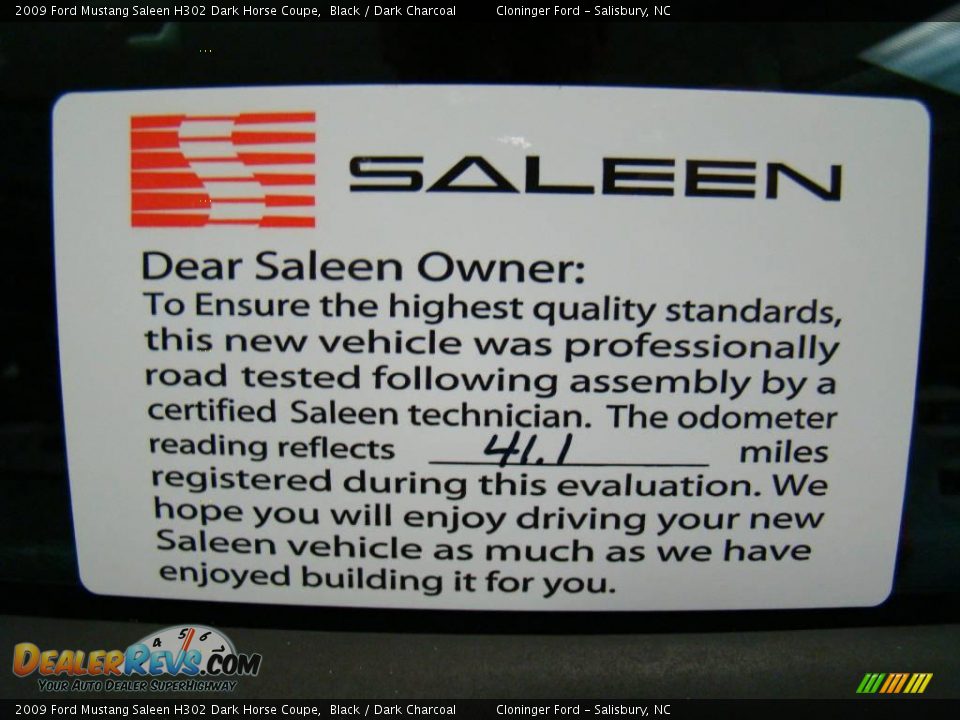 2009 Ford Mustang Saleen H302 Dark Horse Coupe, Black / Dark Charcoal Cloninger Ford - Salisbury, NC
SALEEN
Dear Saleen Owner:
To Ensure the highest quality standards,
this new vehicle was professionally
road tested following assembly by a
certified Saleen technician. The odometer
reading reflects 41.1 miles
registered during this evaluation. We
hope you will enjoy driving your new
Saleen vehicle as much as we have
enjoyed building it for you.
4 5 6
DEALERREVS.COM
YOUR AUTO DEALER SUPERHIGHWAY
2009 Ford Mustang Saleen H302 Dark Horse Coupe, Black / Dark Charcoal Cloninger Ford - Salisbury, NC